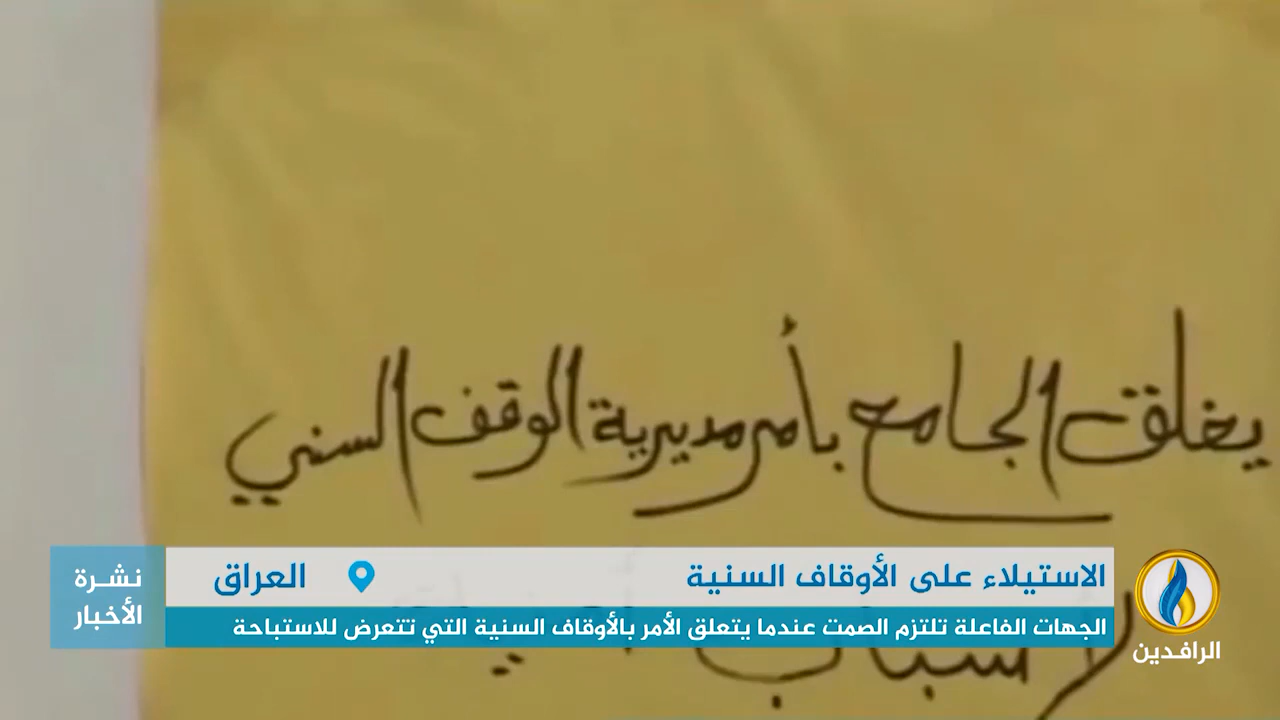 يغلق الجامع بأمر مديرية الوقف السني
لأسباب
الاستيلاء على الأوقاف السنية
العراق
الجهات الفاعلة تلتزم الصمت عندما يتعلق الأمر بالأوقاف السنية التي تتعرض للاستباحة
نشرة
الأخبار
الرافدين